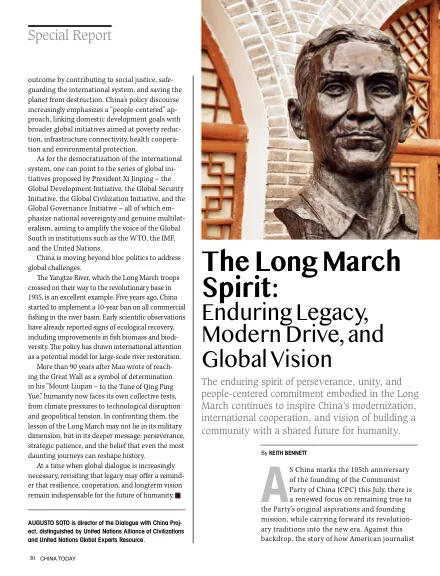 Special Report
outcome by contributing to social justice, safe-
guarding the international system, and saving the
planet from destruction. China's policy discourse
increasingly emphasizes a "people-centered" ap-
proach, linking domestic development goals with
broader global initiatives aimed at poverty reduc-
tion, infrastructure connectivity, health coopera-
tion and environmental protection.
As for the democratization of the international
system, one can point to the series of global ini-
tiatives proposed by President Xi Jinping – the
Global Development Initiative, the Global Security
Initiative, the Global Civilization Initiative, and the
Global Governance Initiative – all of which em-
phasize national sovereignty and genuine multilat-
eralism, aiming to amplify the voice of the Global
South in institutions such as the WTO, the IMF,
and the United Nations.
China is moving beyond bloc politics to address
global challenges.
The Yangtze River, which the Long March troops
crossed on their way to the revolutionary base in
1935, is an excellent example. Five years ago, China
started to implement a 10-year ban on all commercial
fishing in the river basin. Early scientific observations
have already reported signs of ecological recovery,
including improvements in fish biomass and biodi-
versity. The policy has drawn international attention
as a potential model for large-scale river restoration.
More than 90 years after Mao wrote of reach-
ing the Great Wall as a symbol of determination
in his "Mount Liupan – to the Tune of Qing Ping
Yue," humanity now faces its own collective tests,
from climate pressures to technological disruption
and geopolitical tension. In confronting them, the
lesson of the Long March may not lie in its military
dimension, but in its deeper message: perseverance,
strategic patience, and the belief that even the most
daunting journeys can reshape history.
At a time when global dialogue is increasingly
necessary, revisiting that legacy may offer a remind-
er that resilience, cooperation, and longterm vision
remain indispensable for the future of humanity.
AUGUSTO SOTO is director of the Dialogue with China Proj-
ect, distinguished by United Nations Alliance of Civilizations
and United Nations Global Experts Resource.
30 CHINA TODAY
The Long March
Spirit:
Enduring Legacy,
Modern Drive, and
Global Vision
The enduring spirit of perseverance, unity, and
people-centered commitment embodied in the Long
March continues to inspire China's modernization,
international cooperation, and vision of building a
community with a shared future for humanity.
By KEITH BENNETT
AS China marks the 105th anniversary
of the founding of the Communist
Party of China (CPC) this July, there is
a renewed focus on remaining true to
the Party's original aspirations and founding
mission, while carrying forward its revolution-
ary traditions into the new era. Against this
backdrop, the story of how American journalist